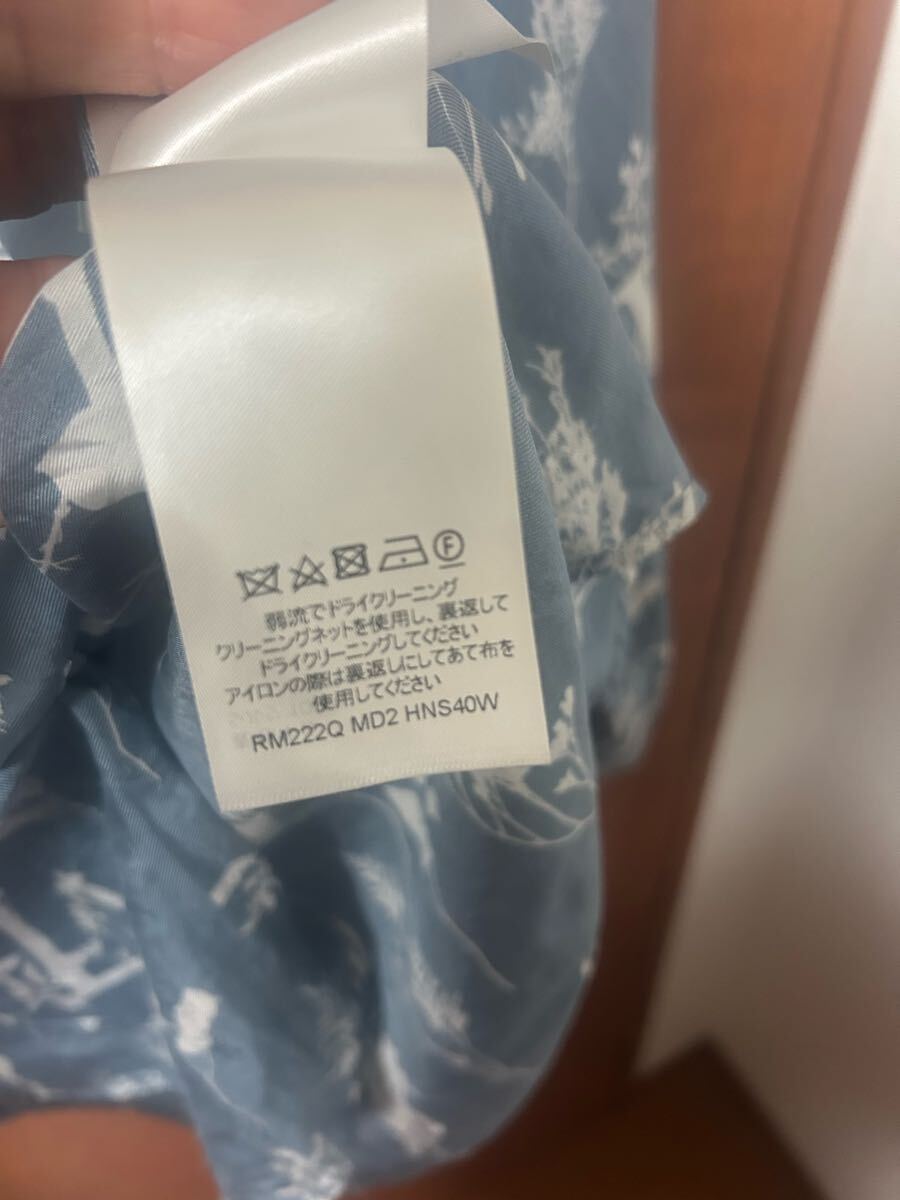 F
弱流でドライクリーニング
クリーニングネットを使用し、裏返して
ドライクリーニングしてください
アイロンの際は裏返しにしてあて布を
使用してください
RM222Q MD2 HNS40W